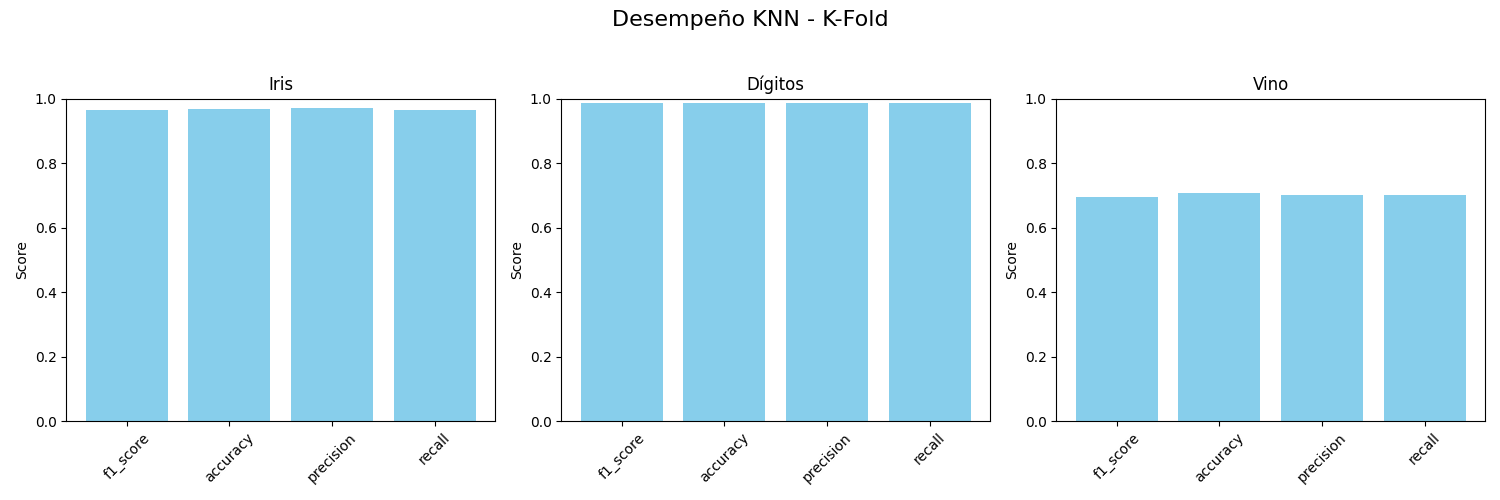 Desempeño KNN - K-Fold
Iris
Score
1.0
0.8
0.6
0.4
0.2
0.0
f1_score
accuracy
precision
recall
Dígitos
Score
1.0
0.8
0.6
0.4
0.2
0.0
f1_score
accuracy
precision
recall
Vino
Score
1.0
0.8
0.6
0.4
0.2
0.0
f1_score
accuracy
precision
recall